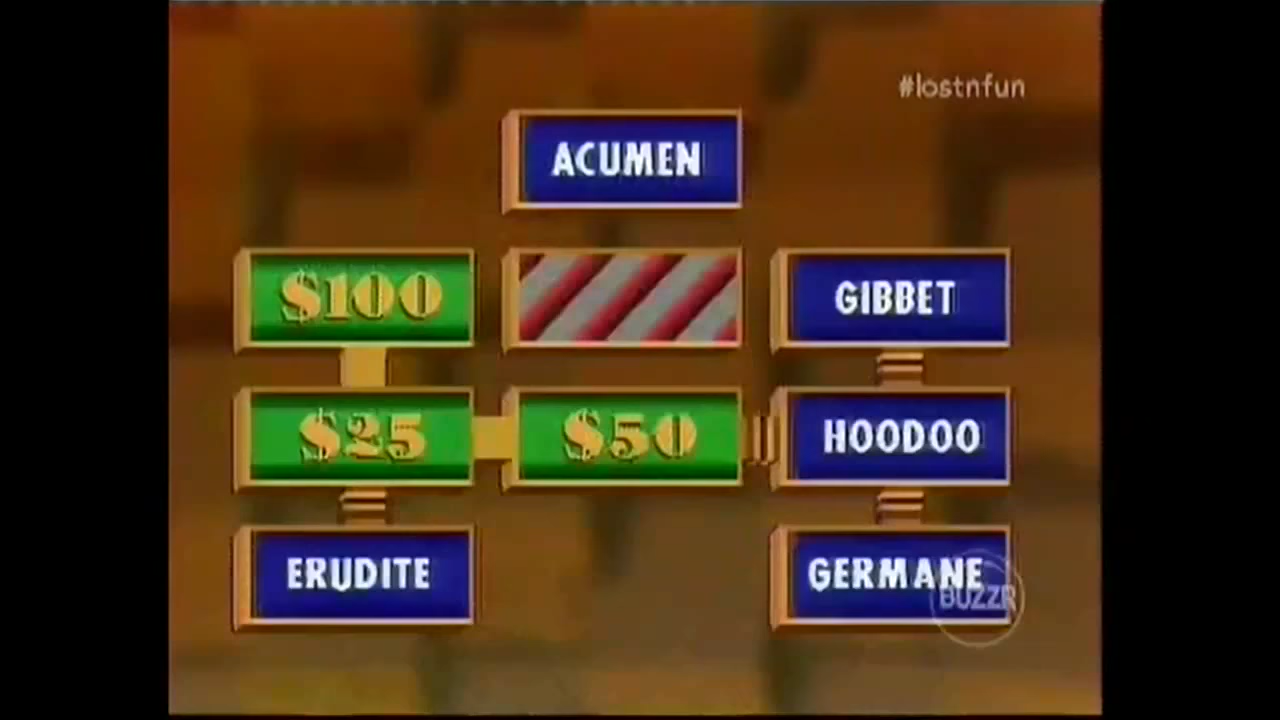 #lostnfun
ACUMEN
$100
GIBBET
$25
$50
HOODOO
ERUDITE
GERMANE
BUZZR